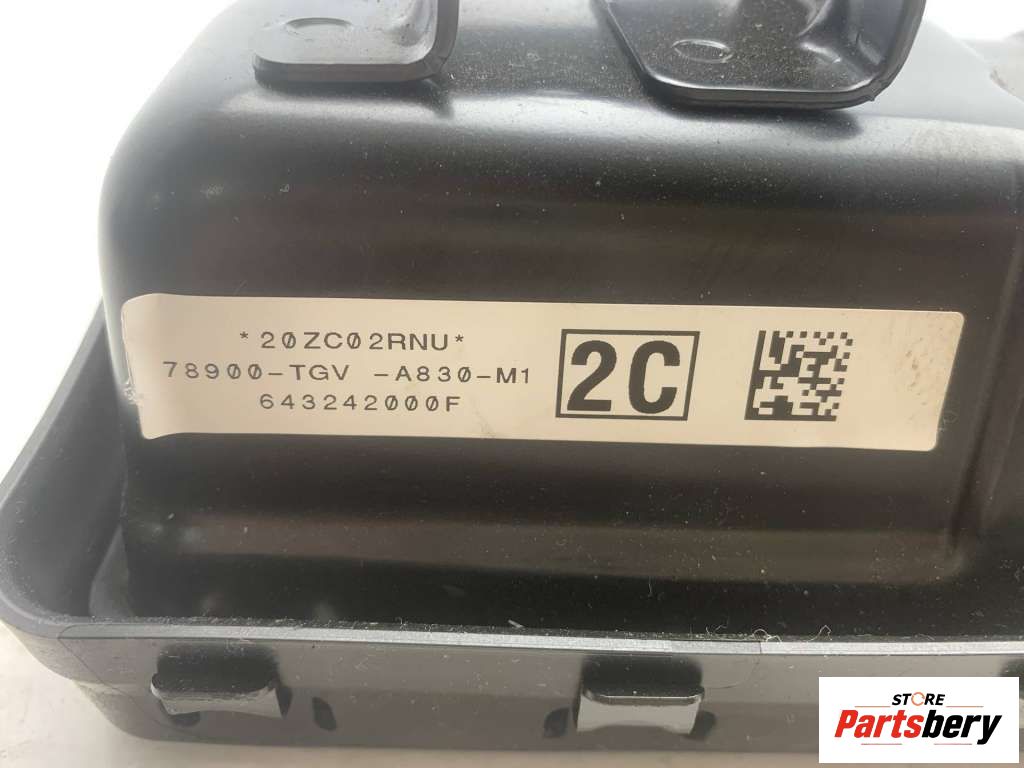 *20ZC02RNU*
78900-TGV -A830-M1
643242000F
2C
STORE
Partsbery